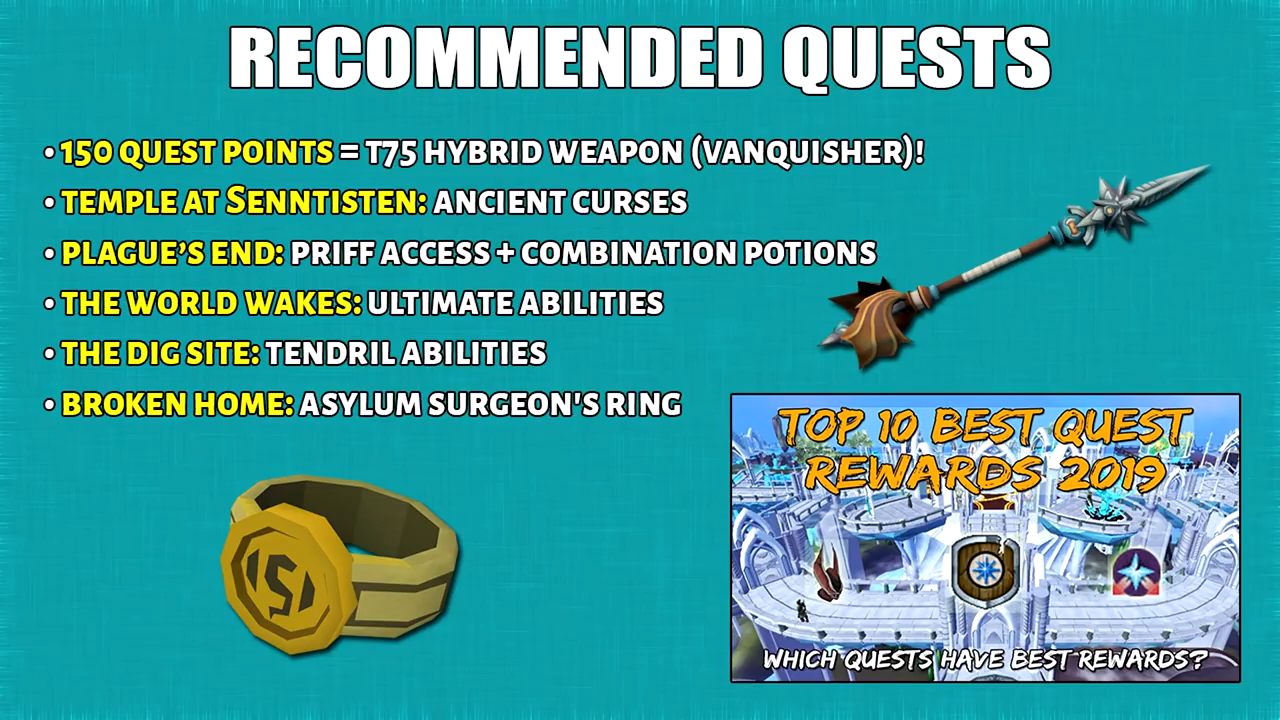 RECOMMENDED QUESTS
• 150 QUEST POINTS = T75 HYBRID WEAPON (VANQUISHER)!
• TEMPLE AT SENNTISTEN: ANCIENT CURSES
• PLAGUE'S END: PRIFF ACCESS + COMBINATION POTIONS
• THE WORLD WAKES: ULTIMATE ABILITIES
• THE DIG SITE: TENDRIL ABILITIES
• BROKEN HOME: ASYLUM SURGEON'S RING
TOP 10 BEST QUEST
REWARDS 2019
WHICH QUESTS HAVE BEST REWARDS?